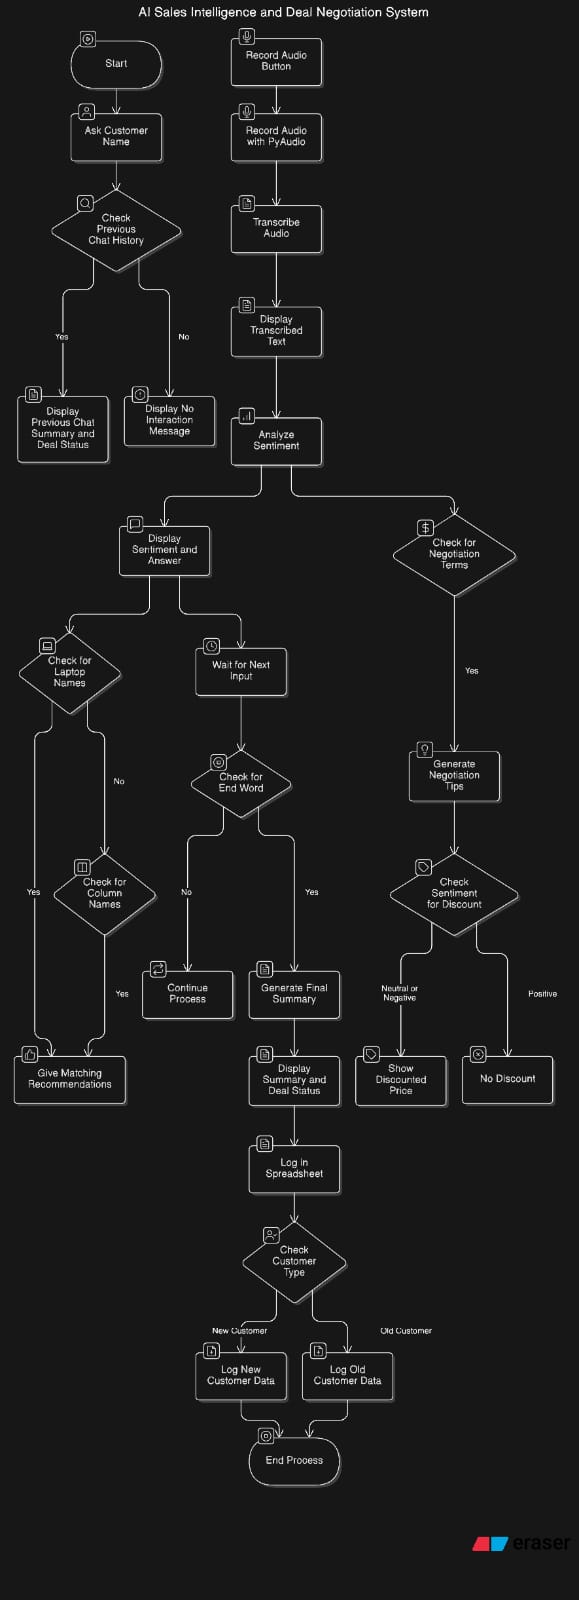 AI Sales Intelligence and Deal Negotiation System
Start
Record Audio
Button
Ask Customer
Name
Record Audio
with PyAudio
Check
Previous
Chat History
Transcribe
Audio
Display
Transcribed
Text
Yes
No
Display
Previous Chat
Summary and
Deal Status
Display No
Interaction
Message
Analyze
Sentiment
Display
Sentiment and
Answer
Check for
Negotiation
Terms
Check for
Laptop
Names
Wait for Next
Input
Yes
Generate
Negotiation
Tips
Check for
End Word
No
Check for
Column
Names
Yes
No
Yes
Check
Sentiment
for Discount
Yes
Continue
Process
Generate Final
Summary
Neutral or
Negative
Positive
Give Matching
Recommendations
Display
Summary and
Deal Status
Show
Discounted
Price
No Discount
Log in
Spreadsheet
Check
Customer
Type
New Customer
Old Customer
Log New
Customer Data
Log Old
Customer Data
End Process
eraser